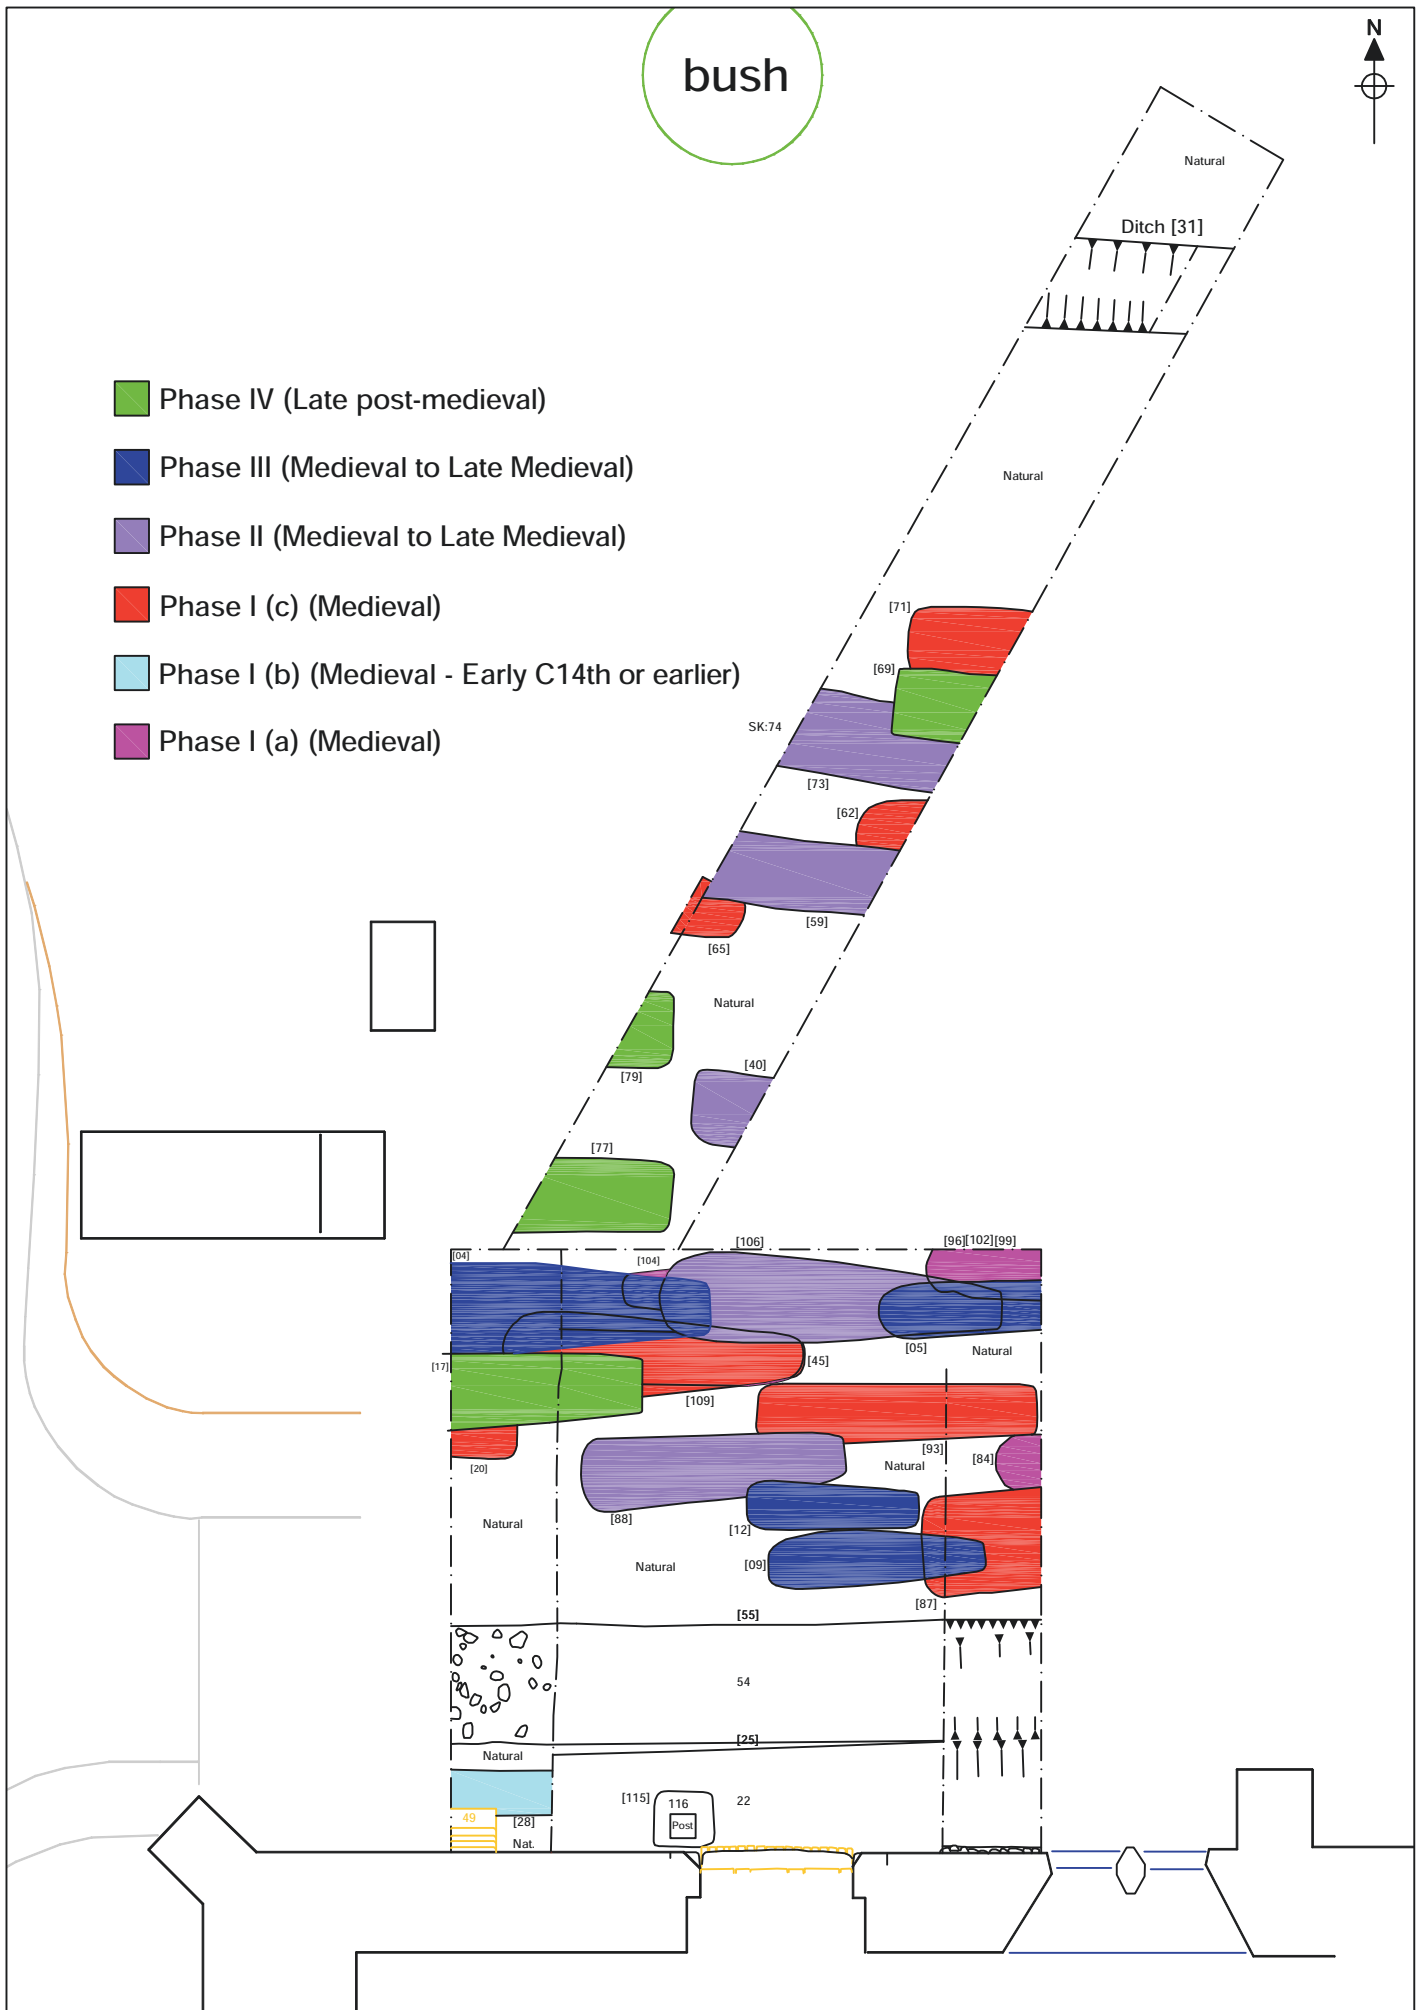 bush
N
Natural
Ditch [31]
Phase IV (Late post-medieval)
Phase III (Medieval to Late Medieval)
Phase II (Medieval to Late Medieval)
Phase I (c) (Medieval)
Phase I (b) (Medieval - Early C14th or earlier)
Phase I (a) (Medieval)
Natural
[71]
[69]
SK:74
[73]
[62]
[59]
[65]
Natural
[40]
[79]
[77]
[106]
[96][102][99]
[04]
[104]
[05]
Natural
[17]
[45]
[109]
[93]
[84]
Natural
[20]
[88]
[12]
Natural
Natural
[09]
[87]
[55]
54
[25]
Natural
[115]
116
22
Post
49
[28]
Nat.